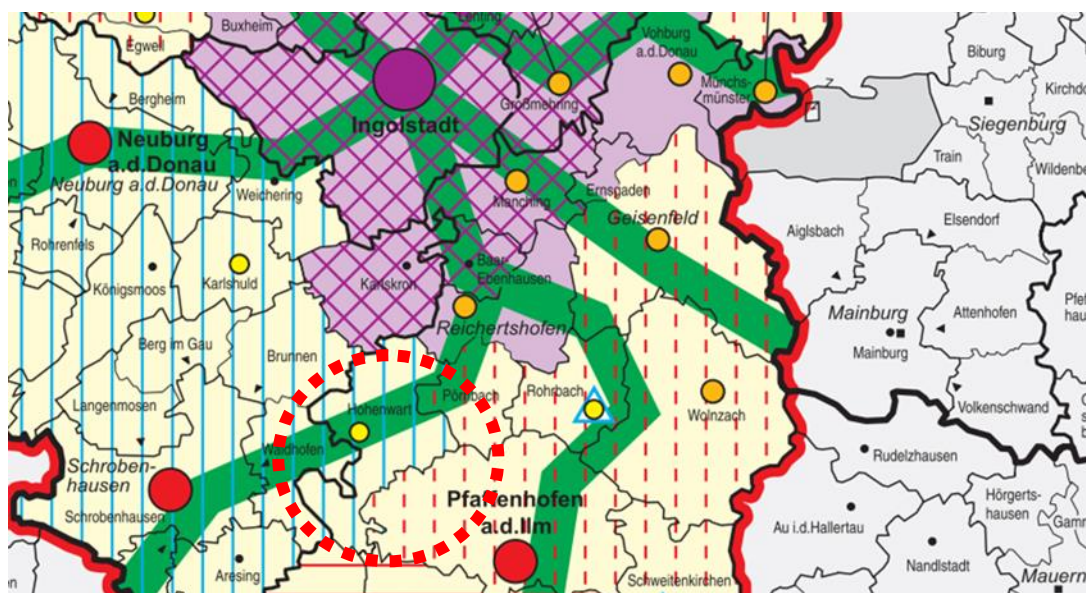 Egweil
Buxheim
Lenting
Vohburg
a.d.Donau
Biburg
Kirchdo
Bergheim
Großmehring
Münchs-
münster
Siegenburg
Ingolstadt
Neuburg
a.d.Donau
Neuburg a.d.Donau
Train
Wildenbe
Weichering
Manching
Ernsgaden
Geisenfeld
Aiglsbach
Elsendorf
Rohrenfels
Königsmoos
Karlshuld
Karlskron
Baar-
Ebenhausen
Reichertshofen
Mainburg
Mainburg
Attenhofen
Pfef
haus
Berg im Gau
Brunnen
Langenmosen
Hohenwart
Pörnbach
Rohrbach
Wolnzach
Volkenschwand
Waidhofen
Schroben-
hausen
Schrobenhausen
Pfaffenhofen
a.d.Ilm
Rudelzhausen
Au i.d.Hallertau
Hörgerts-
hausen
Gamm
Aresing
Schweitenkirchen
Nandlstadt
Mauern